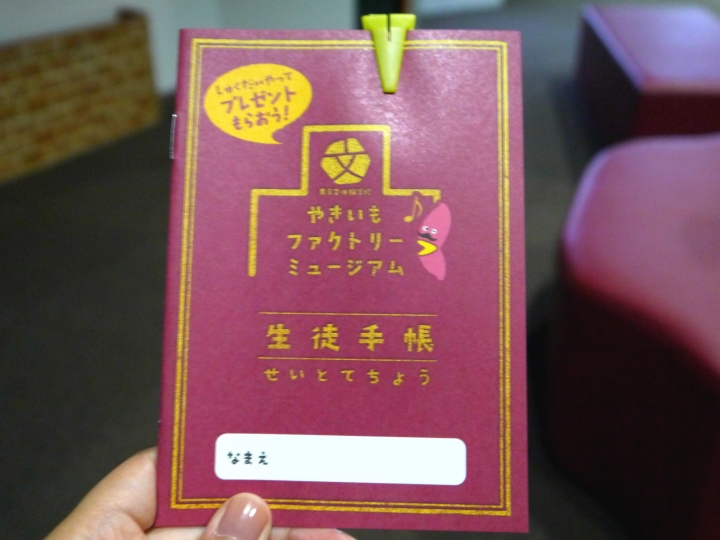 しゅくだいやって
プレゼント
もらおう!
文
やきいも
ファクトリー
ミュージアム
生徒手帳
せいとてちょう
なまえ